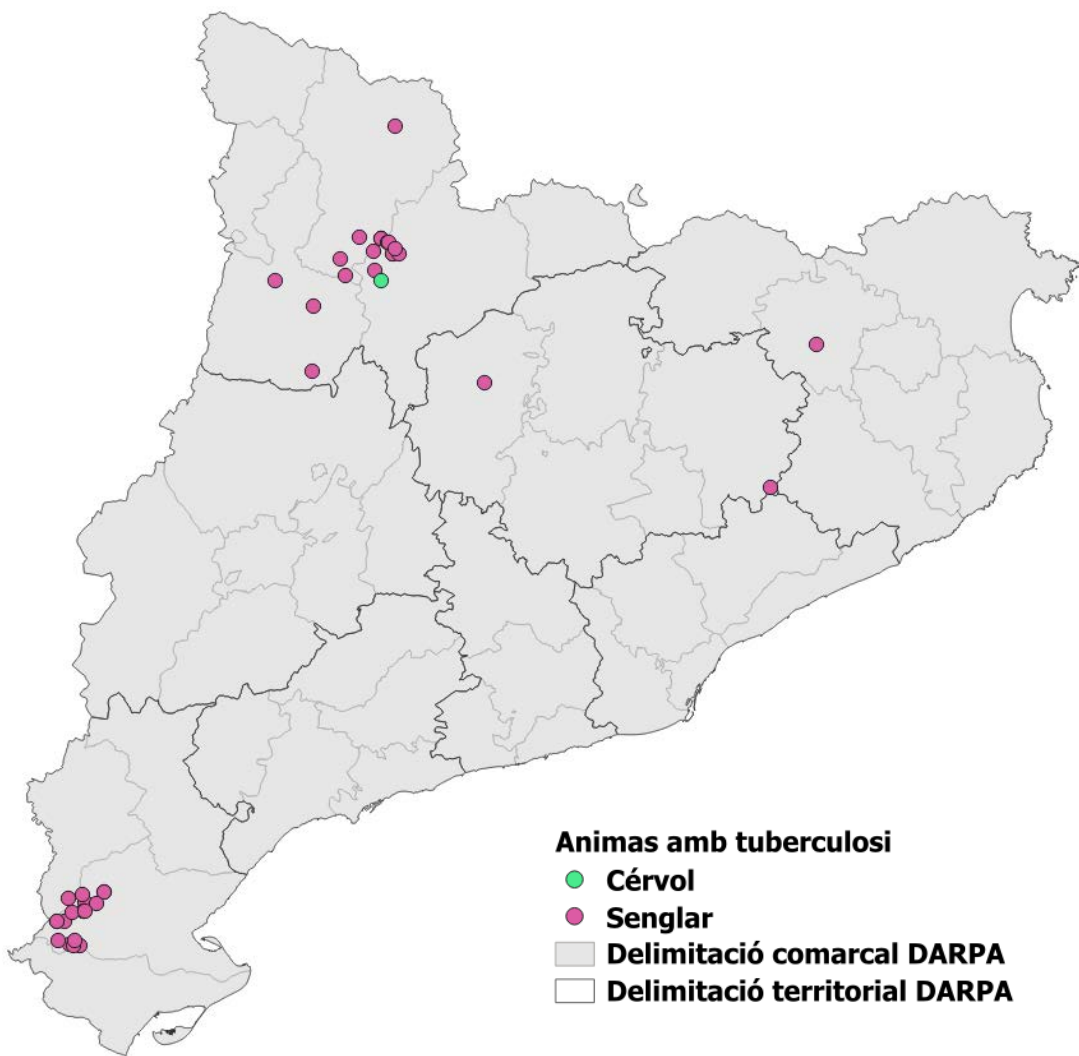 Animas amb tuberculosi
Cérvol
Senglar
Delimitació comarcal DARPA
Delimitació territorial DARPA